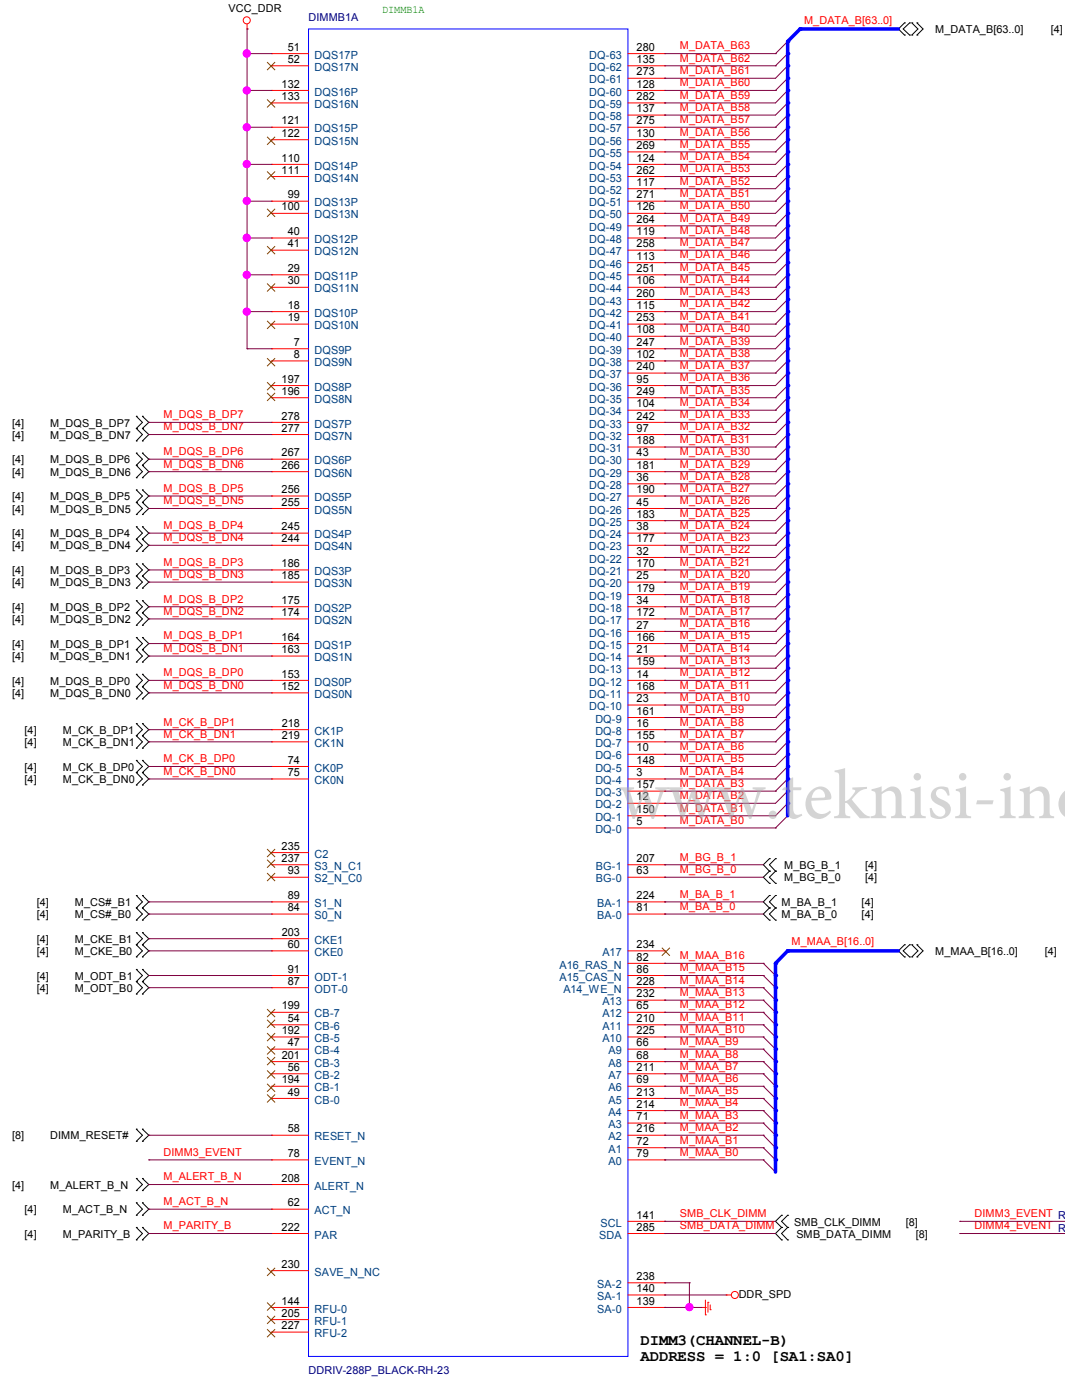 VCC_DDR
DIMMB1A
DIMMB1A
M_DATA_B[63..0]
M_DATA_B[63..0] [4]
51 DQS17P
52 DQS17N
132 DQS16P
133 DQS16N
121 DQS15P
122 DQS15N
110 DQS14P
111 DQS14N
99 DQS13P
100 DQS13N
40 DQS12P
41 DQS12N
29 DQS11P
30 DQS11N
18 DQS10P
19 DQS10N
7 DQS9P
8 DQS9N
197 DQS8P
196 DQS8N
[4] M_DQS_B_DP7 M_DQS_B_DP7 278 DQS7P
[4] M_DQS_B_DN7 M_DQS_B_DN7 277 DQS7N
[4] M_DQS_B_DP6 M_DQS_B_DP6 267 DQS6P
[4] M_DQS_B_DN6 M_DQS_B_DN6 266 DQS6N
[4] M_DQS_B_DP5 M_DQS_B_DP5 256 DQS5P
[4] M_DQS_B_DN5 M_DQS_B_DN5 255 DQS5N
[4] M_DQS_B_DP4 M_DQS_B_DP4 245 DQS4P
[4] M_DQS_B_DN4 M_DQS_B_DN4 244 DQS4N
[4] M_DQS_B_DP3 M_DQS_B_DP3 186 DQS3P
[4] M_DQS_B_DN3 M_DQS_B_DN3 185 DQS3N
[4] M_DQS_B_DP2 M_DQS_B_DP2 175 DQS2P
[4] M_DQS_B_DN2 M_DQS_B_DN2 174 DQS2N
[4] M_DQS_B_DP1 M_DQS_B_DP1 164 DQS1P
[4] M_DQS_B_DN1 M_DQS_B_DN1 163 DQS1N
[4] M_DQS_B_DP0 M_DQS_B_DP0 153 DQS0P
[4] M_DQS_B_DN0 M_DQS_B_DN0 152 DQS0N
[4] M_CK_B_DP1 M_CK_B_DP1 218 CK1P
[4] M_CK_B_DN1 M_CK_B_DN1 219 CK1N
[4] M_CK_B_DP0 M_CK_B_DP0 74 CK0P
[4] M_CK_B_DN0 M_CK_B_DN0 75 CK0N
235 C2
237 S3_N_C1
93 S2_N_C0
[4] M_CS#_B1 89 S1_N
[4] M_CS#_B0 84 S0_N
[4] M_CKE_B1 203 CKE1
[4] M_CKE_B0 60 CKE0
[4] M_ODT_B1 91 ODT-1
[4] M_ODT_B0 87 ODT-0
199 CB-7
54 CB-6
192 CB-5
47 CB-4
201 CB-3
56 CB-2
194 CB-1
49 CB-0
[8] DIMM_RESET# 58 RESET_N
DIMM3_EVENT 78 EVENT_N
[4] M_ALERT_B_N M_ALERT_B_N 208 ALERT_N
[4] M_ACT_B_N M_ACT_B_N 62 ACT_N
[4] M_PARITY_B M_PARITY_B 222 PAR
230 SAVE_N_NC
144 RFU-0
205 RFU-1
227 RFU-2
DQ-63 280 M_DATA_B63
DQ-62 135 M_DATA_B62
DQ-61 273 M_DATA_B61
DQ-60 128 M_DATA_B60
DQ-59 282 M_DATA_B59
DQ-58 137 M_DATA_B58
DQ-57 275 M_DATA_B57
DQ-56 130 M_DATA_B56
DQ-55 269 M_DATA_B55
DQ-54 124 M_DATA_B54
DQ-53 262 M_DATA_B53
DQ-52 117 M_DATA_B52
DQ-51 271 M_DATA_B51
DQ-50 126 M_DATA_B50
DQ-49 264 M_DATA_B49
DQ-48 119 M_DATA_B48
DQ-47 258 M_DATA_B47
DQ-46 113 M_DATA_B46
DQ-45 251 M_DATA_B45
DQ-44 106 M_DATA_B44
DQ-43 260 M_DATA_B43
DQ-42 115 M_DATA_B42
DQ-41 253 M_DATA_B41
DQ-40 108 M_DATA_B40
DQ-39 247 M_DATA_B39
DQ-38 102 M_DATA_B38
DQ-37 240 M_DATA_B37
DQ-36 95 M_DATA_B36
DQ-35 249 M_DATA_B35
DQ-34 104 M_DATA_B34
DQ-33 242 M_DATA_B33
DQ-32 97 M_DATA_B32
DQ-31 188 M_DATA_B31
DQ-30 43 M_DATA_B30
DQ-29 181 M_DATA_B29
DQ-28 36 M_DATA_B28
DQ-27 190 M_DATA_B27
DQ-26 45 M_DATA_B26
DQ-25 183 M_DATA_B25
DQ-24 38 M_DATA_B24
DQ-23 177 M_DATA_B23
DQ-22 32 M_DATA_B22
DQ-21 170 M_DATA_B21
DQ-20 25 M_DATA_B20
DQ-19 179 M_DATA_B19
DQ-18 34 M_DATA_B18
DQ-17 172 M_DATA_B17
DQ-16 27 M_DATA_B16
DQ-15 166 M_DATA_B15
DQ-14 21 M_DATA_B14
DQ-13 159 M_DATA_B13
DQ-12 14 M_DATA_B12
DQ-11 168 M_DATA_B11
DQ-10 23 M_DATA_B10
DQ-9 161 M_DATA_B9
DQ-8 16 M_DATA_B8
DQ-7 155 M_DATA_B7
DQ-6 10 M_DATA_B6
DQ-5 148 M_DATA_B5
DQ-4 3 M_DATA_B4
DQ-3 157 M_DATA_B3
DQ-2 12 M_DATA_B2
DQ-1 150 M_DATA_B1
DQ-0 5 M_DATA_B0
www.teknisi-ind
BG-1 207 M_BG_B_1 M_BG_B_1 [4]
BG-0 63 M_BG_B_0 M_BG_B_0 [4]
BA-1 224 M_BA_B_1 M_BA_B_1 [4]
BA-0 81 M_BA_B_0 M_BA_B_0 [4]
M_MAA_B[16..0]
M_MAA_B[16..0] [4]
A17 234
A16_RAS_N 82 M_MAA_B16
A15_CAS_N 86 M_MAA_B15
A14_WE_N 228 M_MAA_B14
A13 232 M_MAA_B13
A12 65 M_MAA_B12
A11 210 M_MAA_B11
A10 225 M_MAA_B10
A9 66 M_MAA_B9
A8 68 M_MAA_B8
A7 211 M_MAA_B7
A6 69 M_MAA_B6
A5 213 M_MAA_B5
A4 214 M_MAA_B4
A3 71 M_MAA_B3
A2 216 M_MAA_B2
A1 72 M_MAA_B1
A0 79 M_MAA_B0
SCL 141 SMB_CLK_DIMM SMB_CLK_DIMM [8]
SDA 285 SMB_DATA_DIMM SMB_DATA_DIMM [8]
DIMM3_EVENT R
DIMM4_EVENT R
SA-2 238
SA-1 140 DDR_SPD
SA-0 139
DIMM3(CHANNEL-B)
ADDRESS = 1:0 [SA1:SA0]
DDRIV-288P_BLACK-RH-23